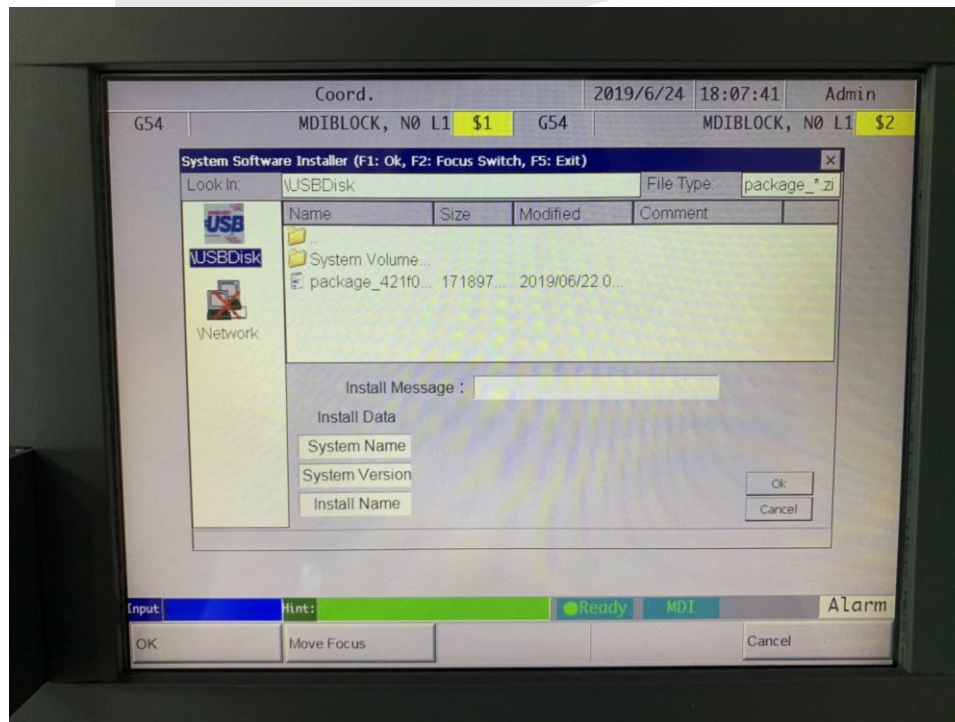 Coord. 2019/6/24 18:07:41 Admin
G54 MDIBLOCK, N0 L1 $1 G54 MDIBLOCK, N0 L1 $2
System Software Installer (F1: Ok, F2: Focus Switch, F5: Exit)
Look In: \USBDisk File Type: package_*.zi
USB
\USBDisk
\Network
Name Size Modified Comment
..
System Volume...
package_421f0... 171897... 2019/06/22 0...
Install Message :
Install Data
System Name
System Version
Install Name
Ok
Cancel
Input Hint: Ready MDI Alarm
OK Move Focus Cancel